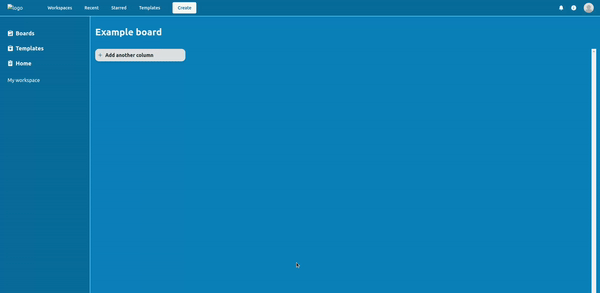 logo
Workspaces
Recent
Starred
Templates
Create
Boards
Templates
Home
My workspace
Example board
+ Add another column